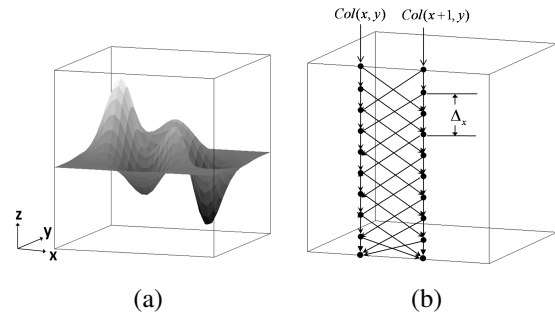 Col(x, y) Col(x+1, y)
Δx
z
y
x
(a) (b)